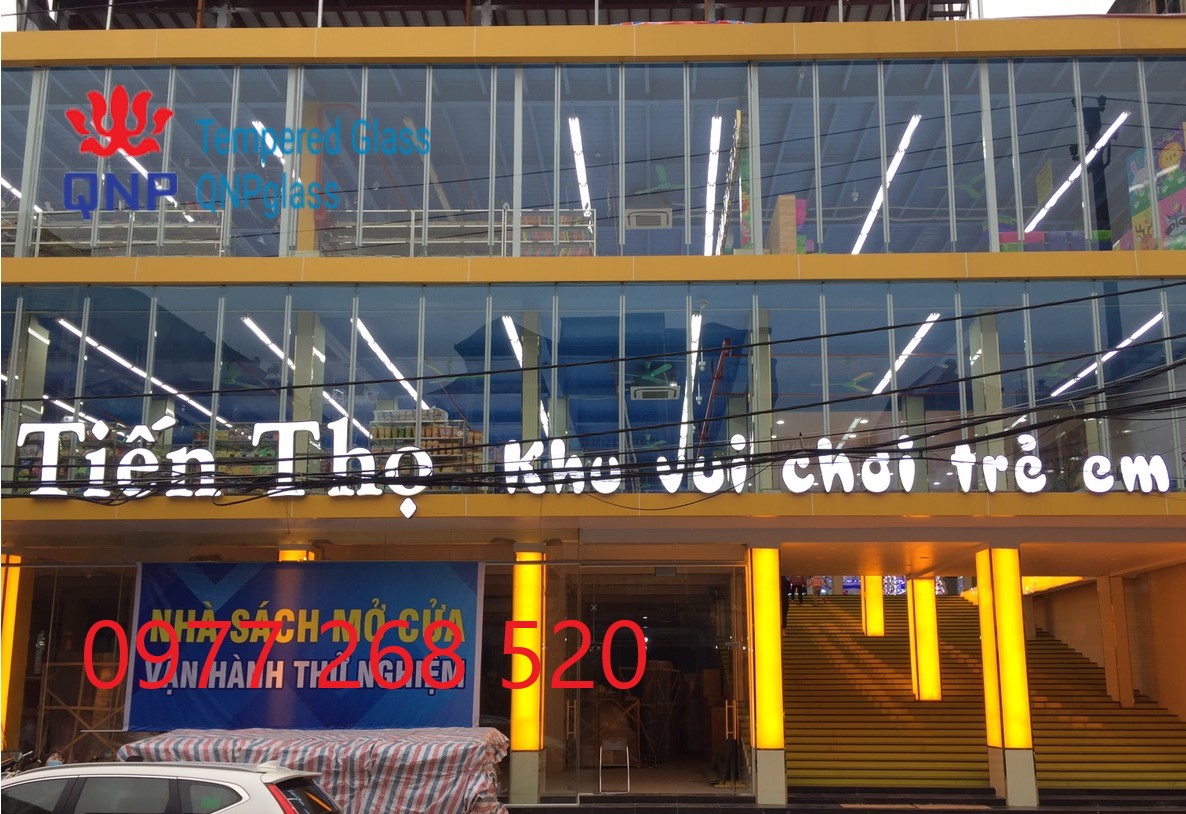 Tempered Glass
QNP QNPglass
Tiến Thọ Khu vui chơi trẻ em
NHÀ SÁCH MỞ CỬA
0977 268 520
VẬN HÀNH THỬ NGHIỆM